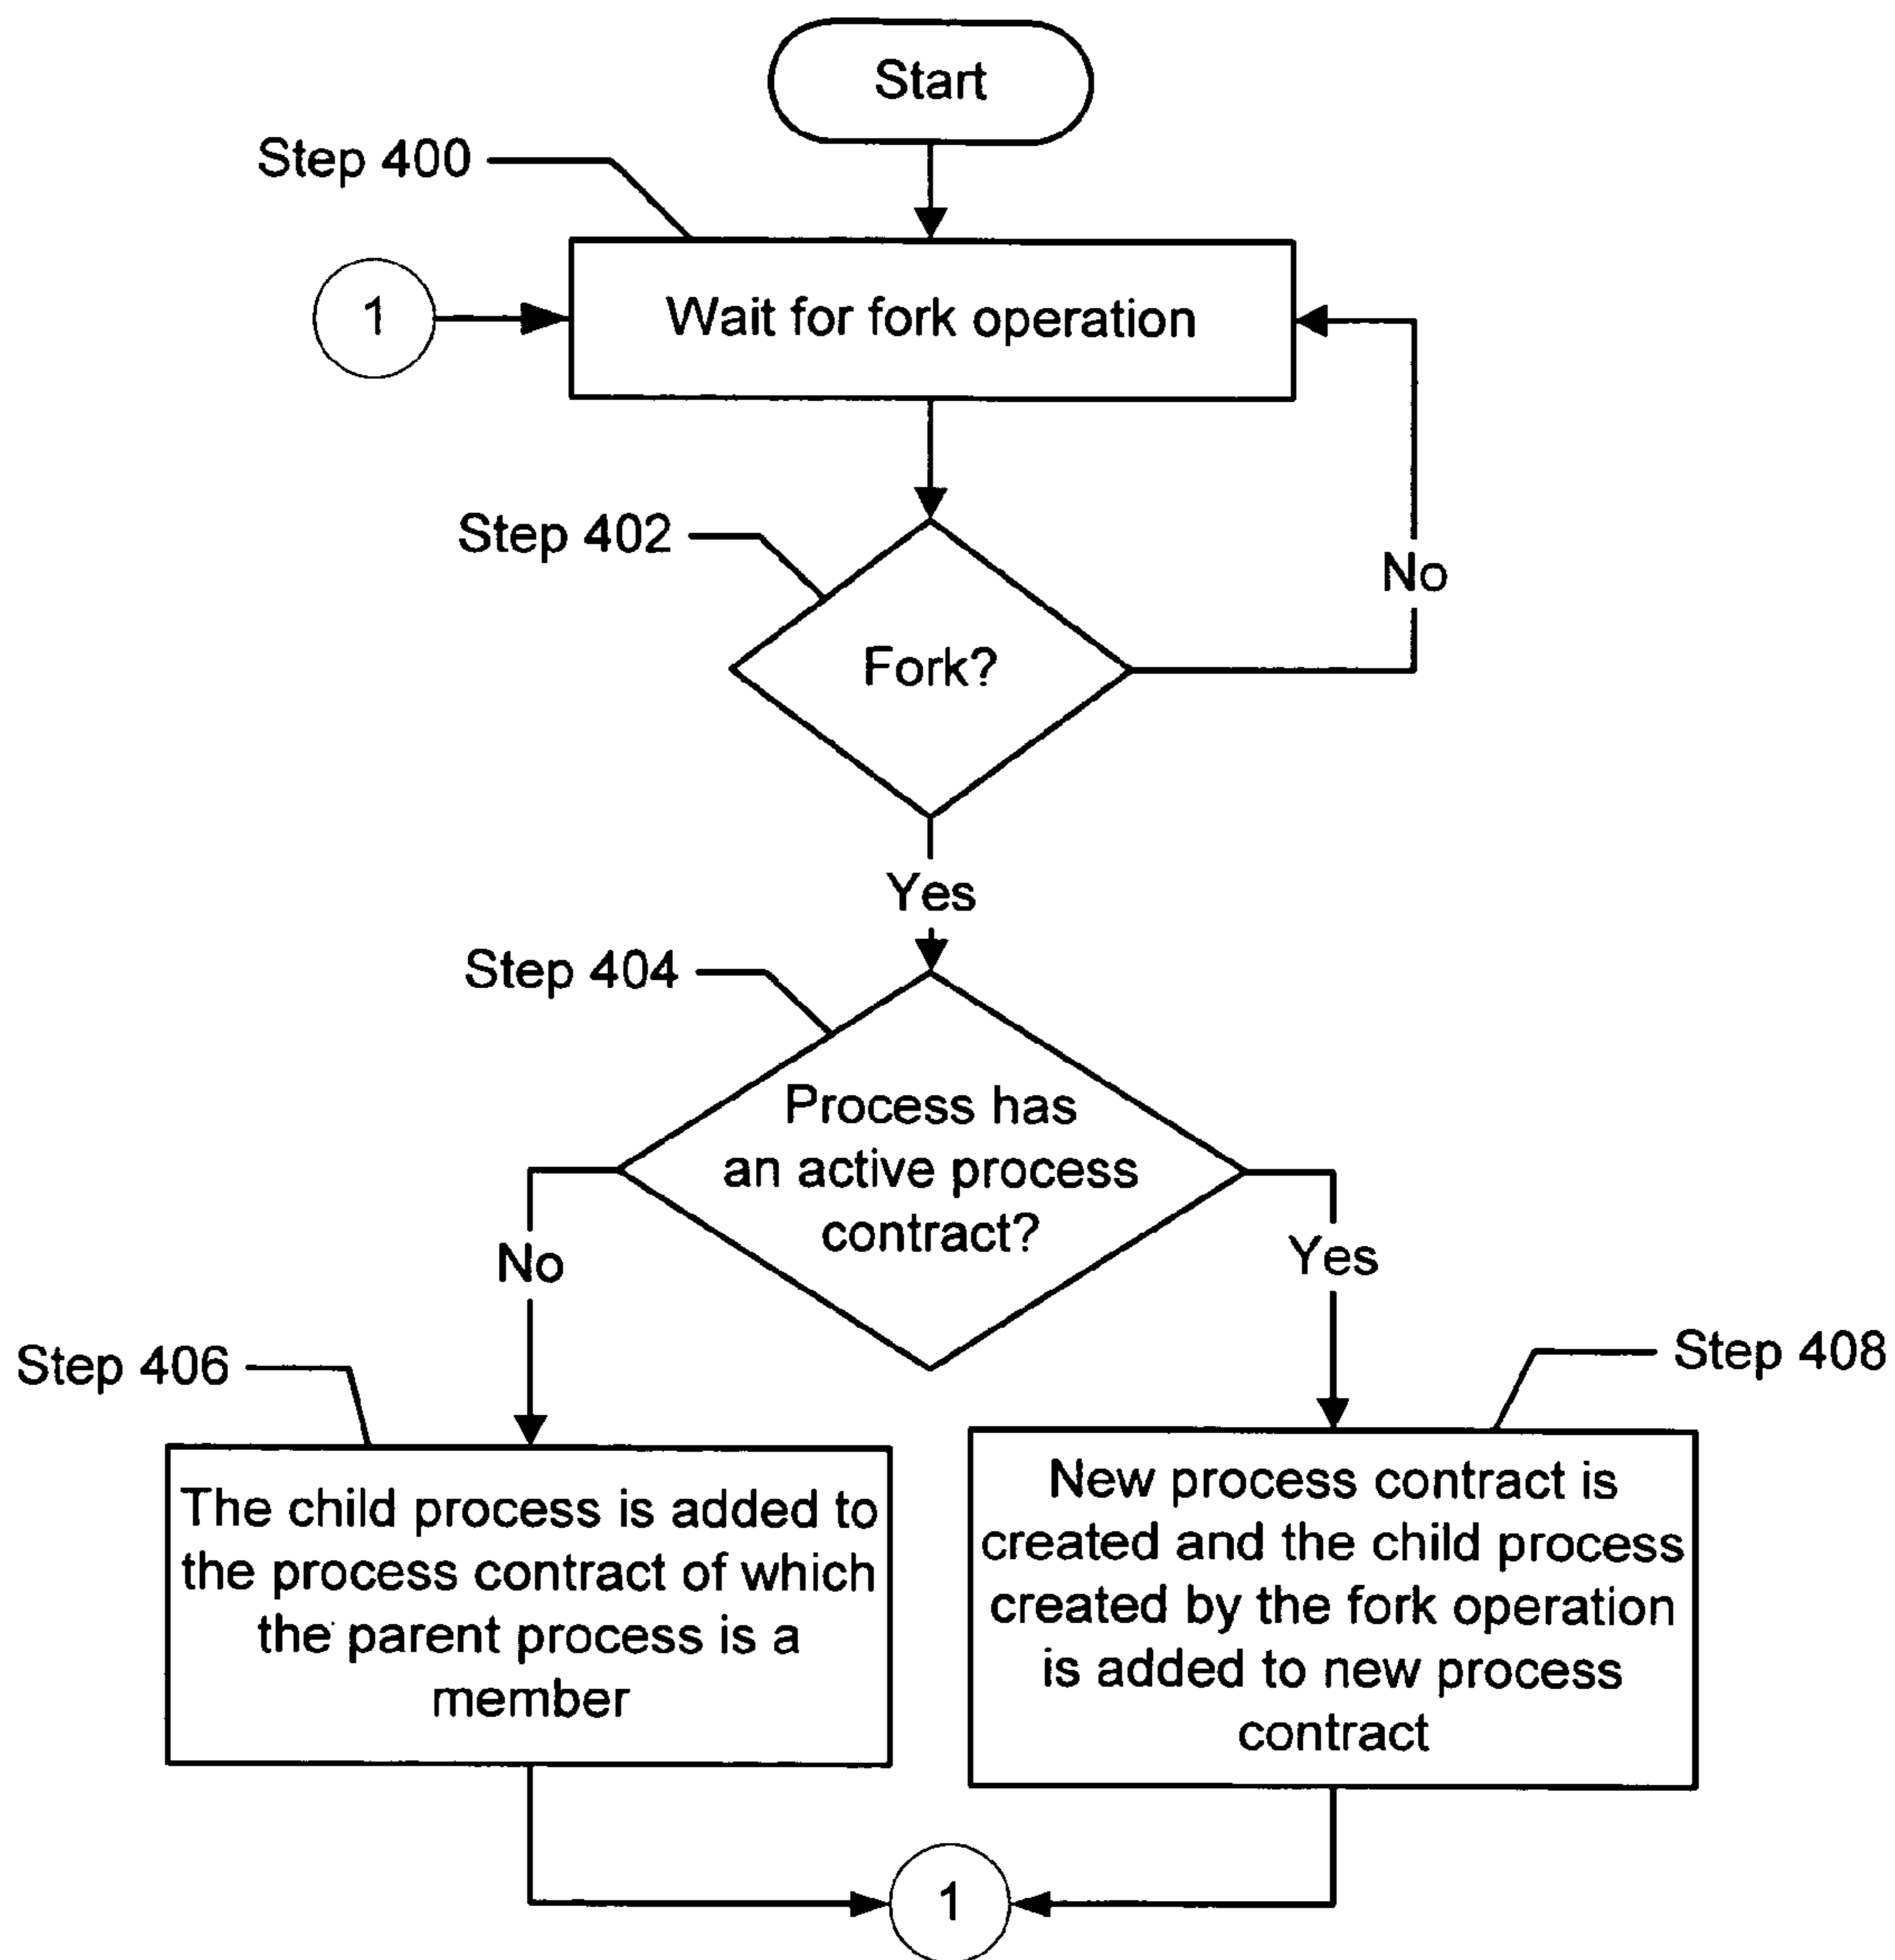 Start
Step 400
1
Wait for fork operation
Step 402
Fork?
No
Yes
Step 404
Process has
an active process
contract?
No
Yes
Step 406
Step 408
The child process is added to
the process contract of which
the parent process is a
member
New process contract is
created and the child process
created by the fork operation
is added to new process
contract
1